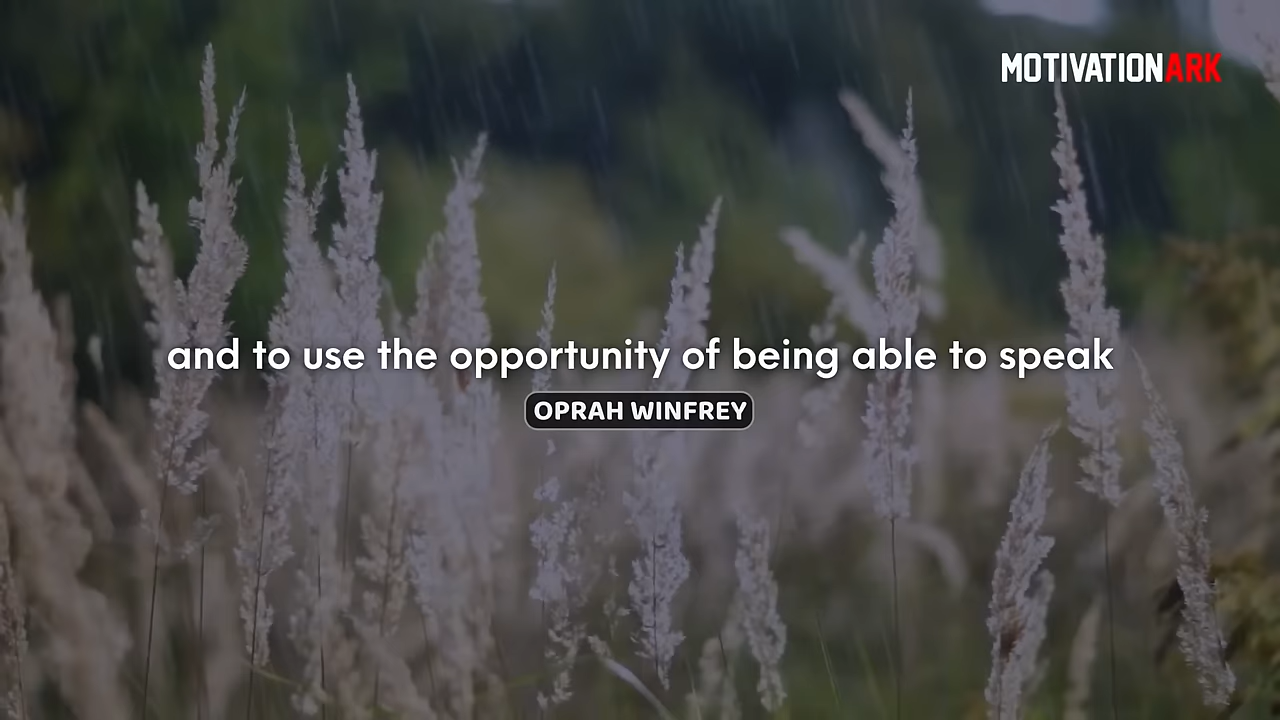 MOTIVATIONARK
and to use the opportunity of being able to speak
OPRAH WINFREY